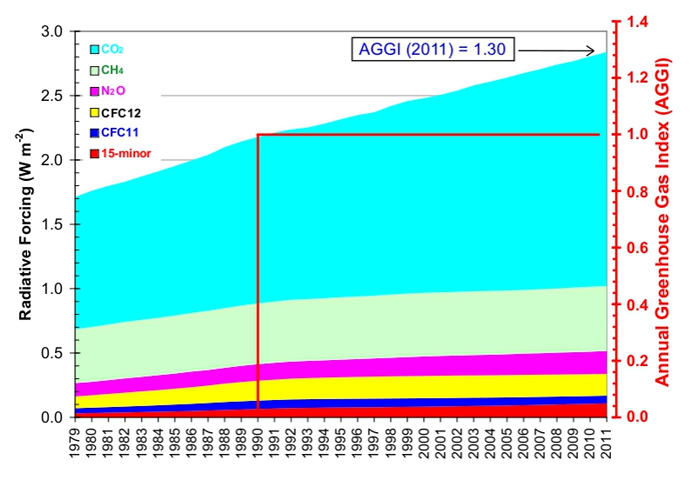 3.0
2.5
2.0
1.5
1.0
0.5
0.0
Radiative Forcing (W m-2)
CO2
CH4
N2O
CFC12
CFC11
15-minor
AGGI (2011) = 1.30
1.4
1.2
1.0
0.8
0.6
0.4
0.2
0.0
Annual Greenhouse Gas Index (AGGI)
1979 1980 1981 1982 1983 1984 1985 1986 1987 1988 1989 1990 1991 1992 1993 1994 1995 1996 1997 1998 1999 2000 2001 2002 2003 2004 2005 2006 2007 2008 2009 2010 2011